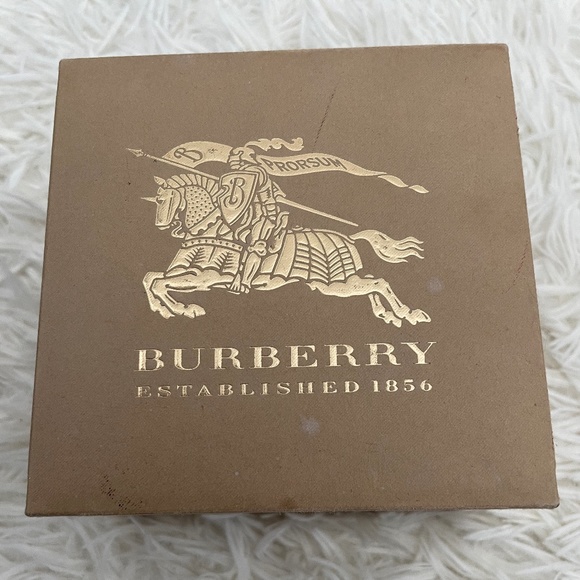 B
PRORSUM
B
BURBERRY
ESTABLISHED 1856